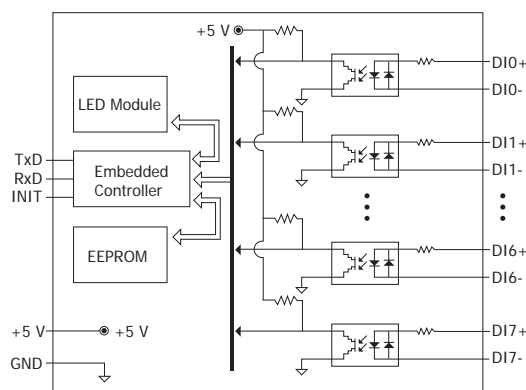 +5 V
LED Module
TxD
RxD
INIT
Embedded
Controller
EEPROM
+5 V
+5 V
GND
DI0+
DI0-
DI1+
DI1-
DI6+
DI6-
DI7+
DI7-